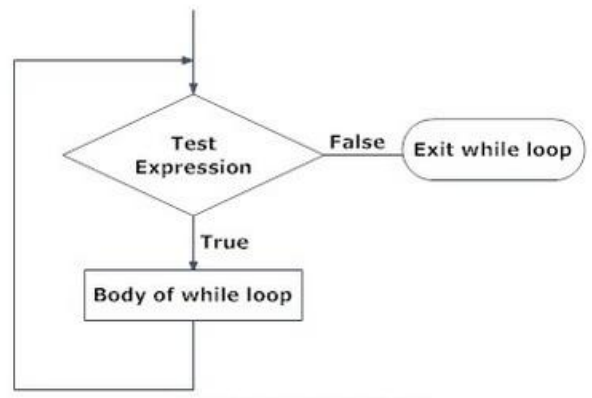 Test
Expression
False
Exit while loop
True
Body of while loop